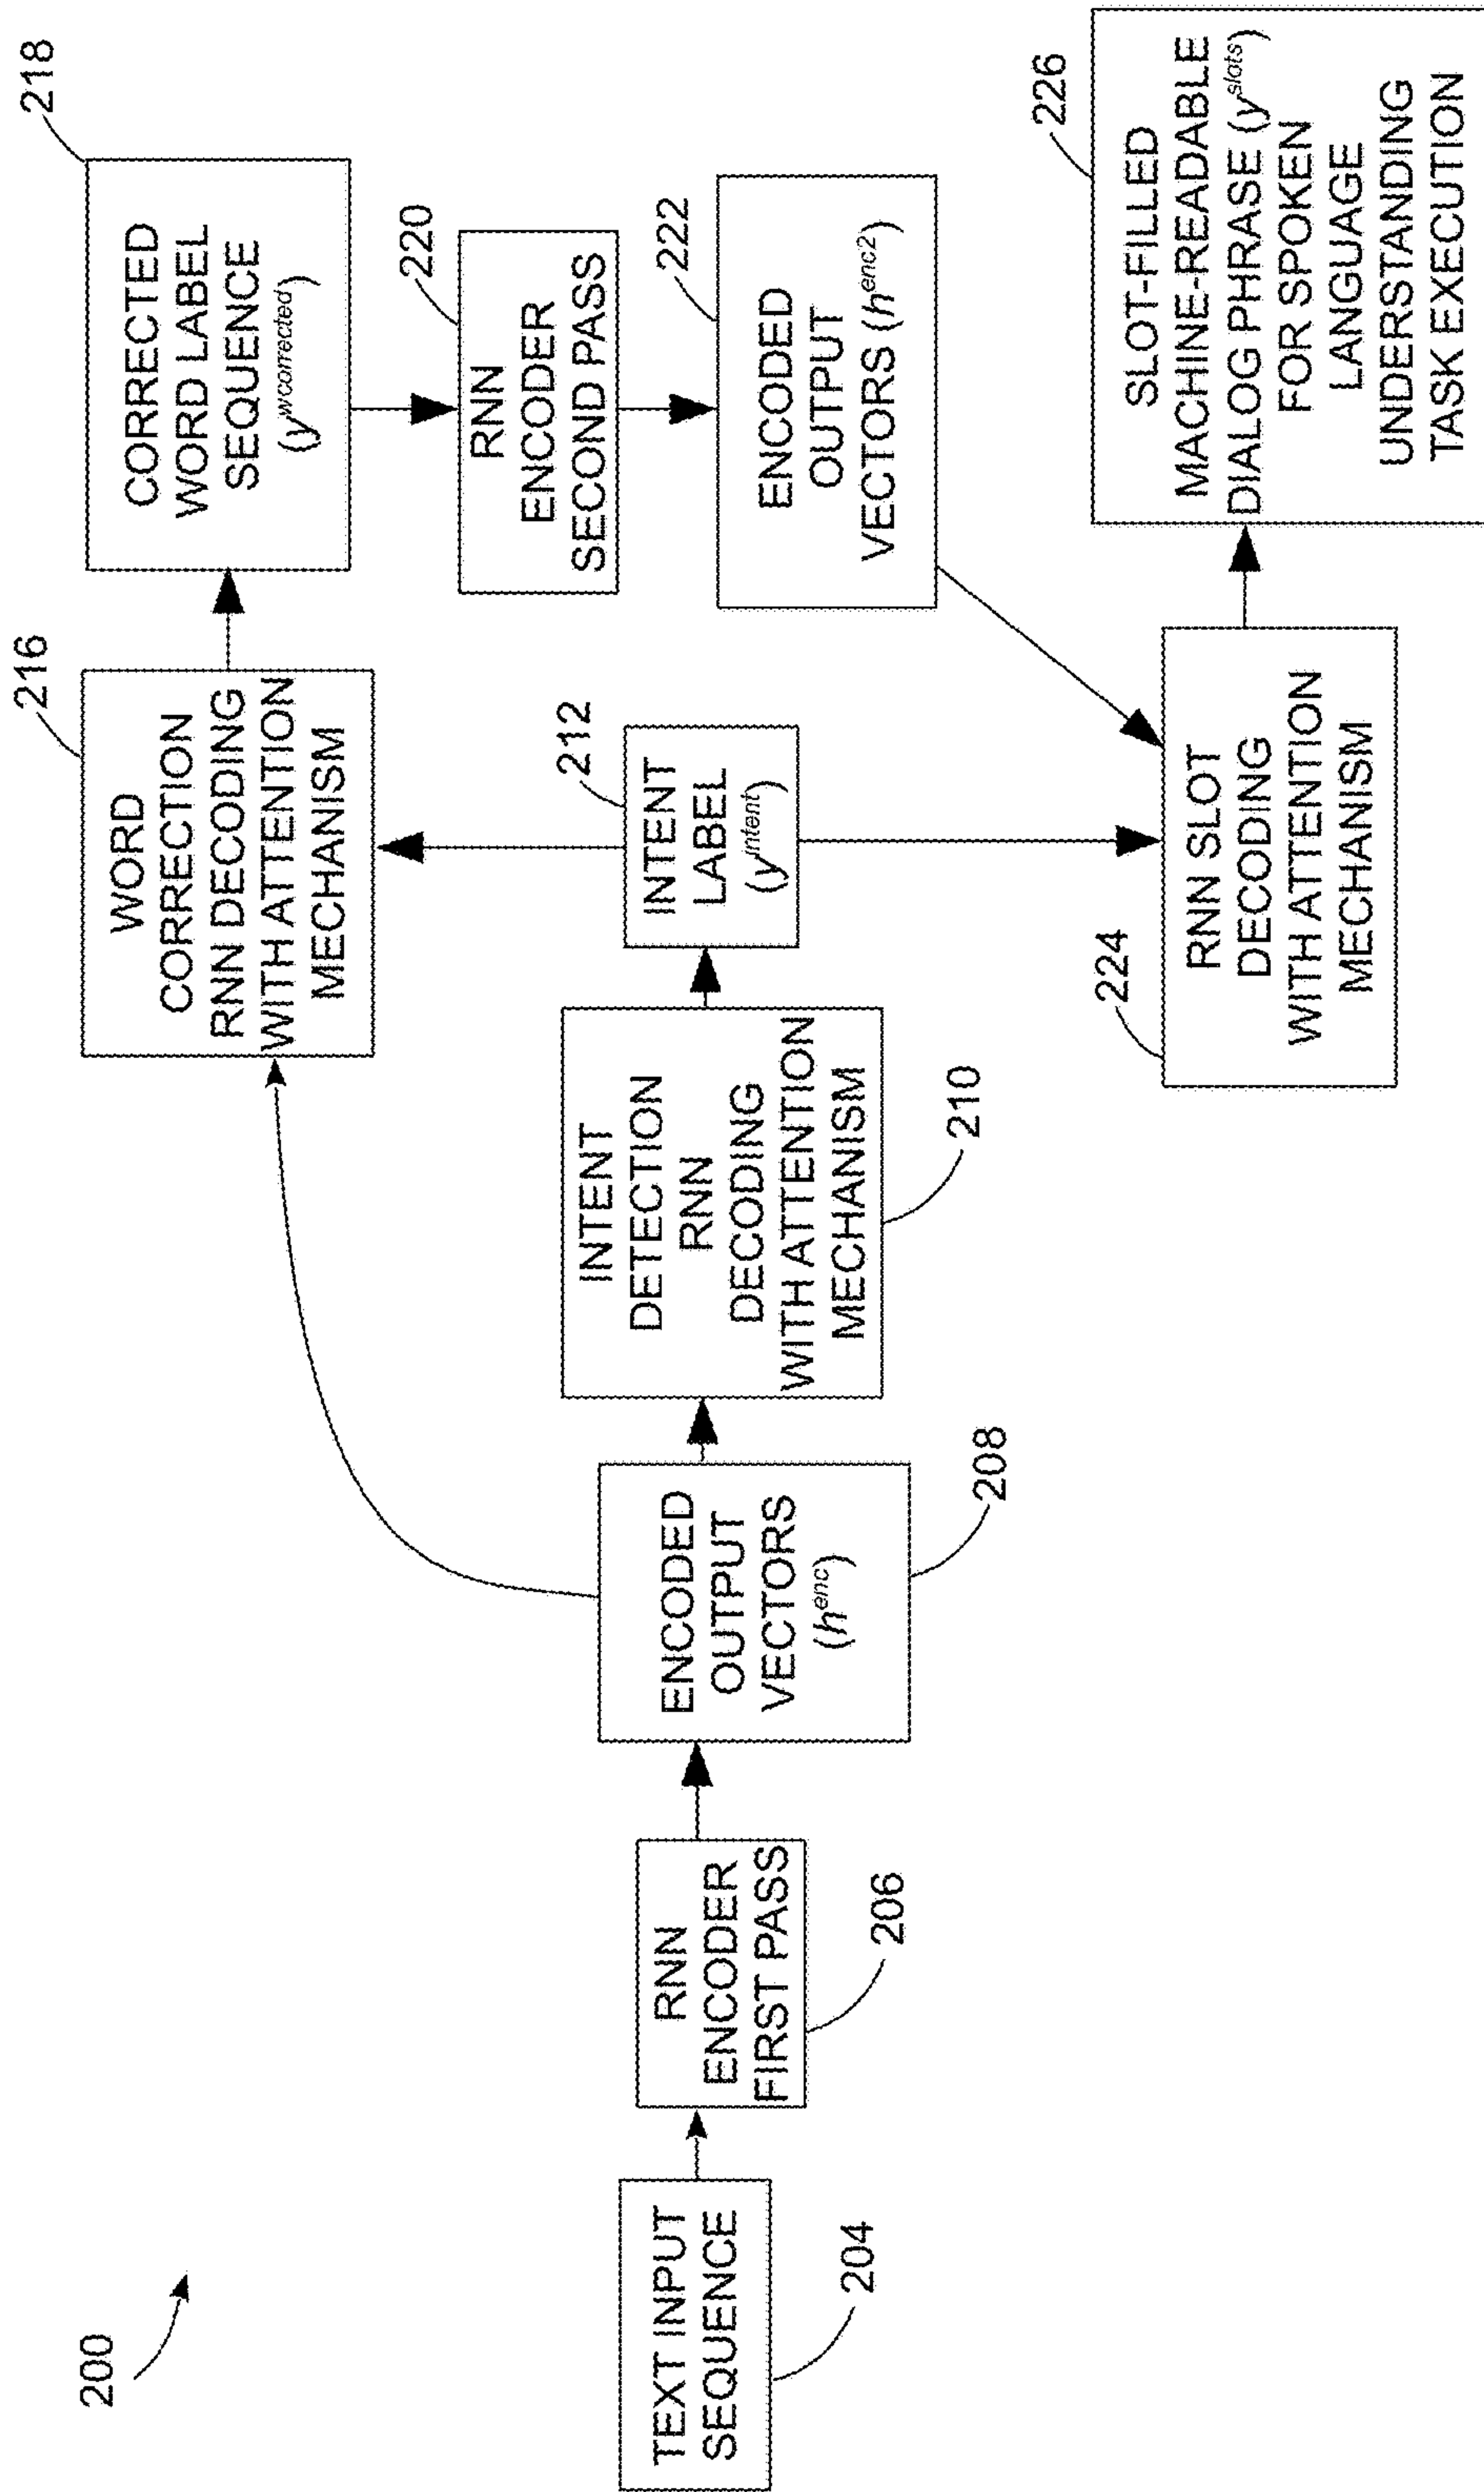 200
TEXT INPUT
SEQUENCE
204
RNN
ENCODER
FIRST PASS
206
ENCODED
OUTPUT
VECTORS
(h^enc)
208
INTENT
DETECTION
RNN
DECODING
WITH ATTENTION
MECHANISM
210
INTENT
LABEL
(y^intent)
212
WORD
CORRECTION
RNN DECODING
WITH ATTENTION
MECHANISM
216
CORRECTED
WORD LABEL
SEQUENCE
(y^wcorrected)
218
RNN
ENCODER
SECOND PASS
220
ENCODED
OUTPUT
VECTORS (h^enc2)
222
RNN SLOT
DECODING
WITH ATTENTION
MECHANISM
224
SLOT-FILLED
MACHINE-READABLE
DIALOG PHRASE (y^slots)
FOR SPOKEN
LANGUAGE
UNDERSTANDING
TASK EXECUTION
226